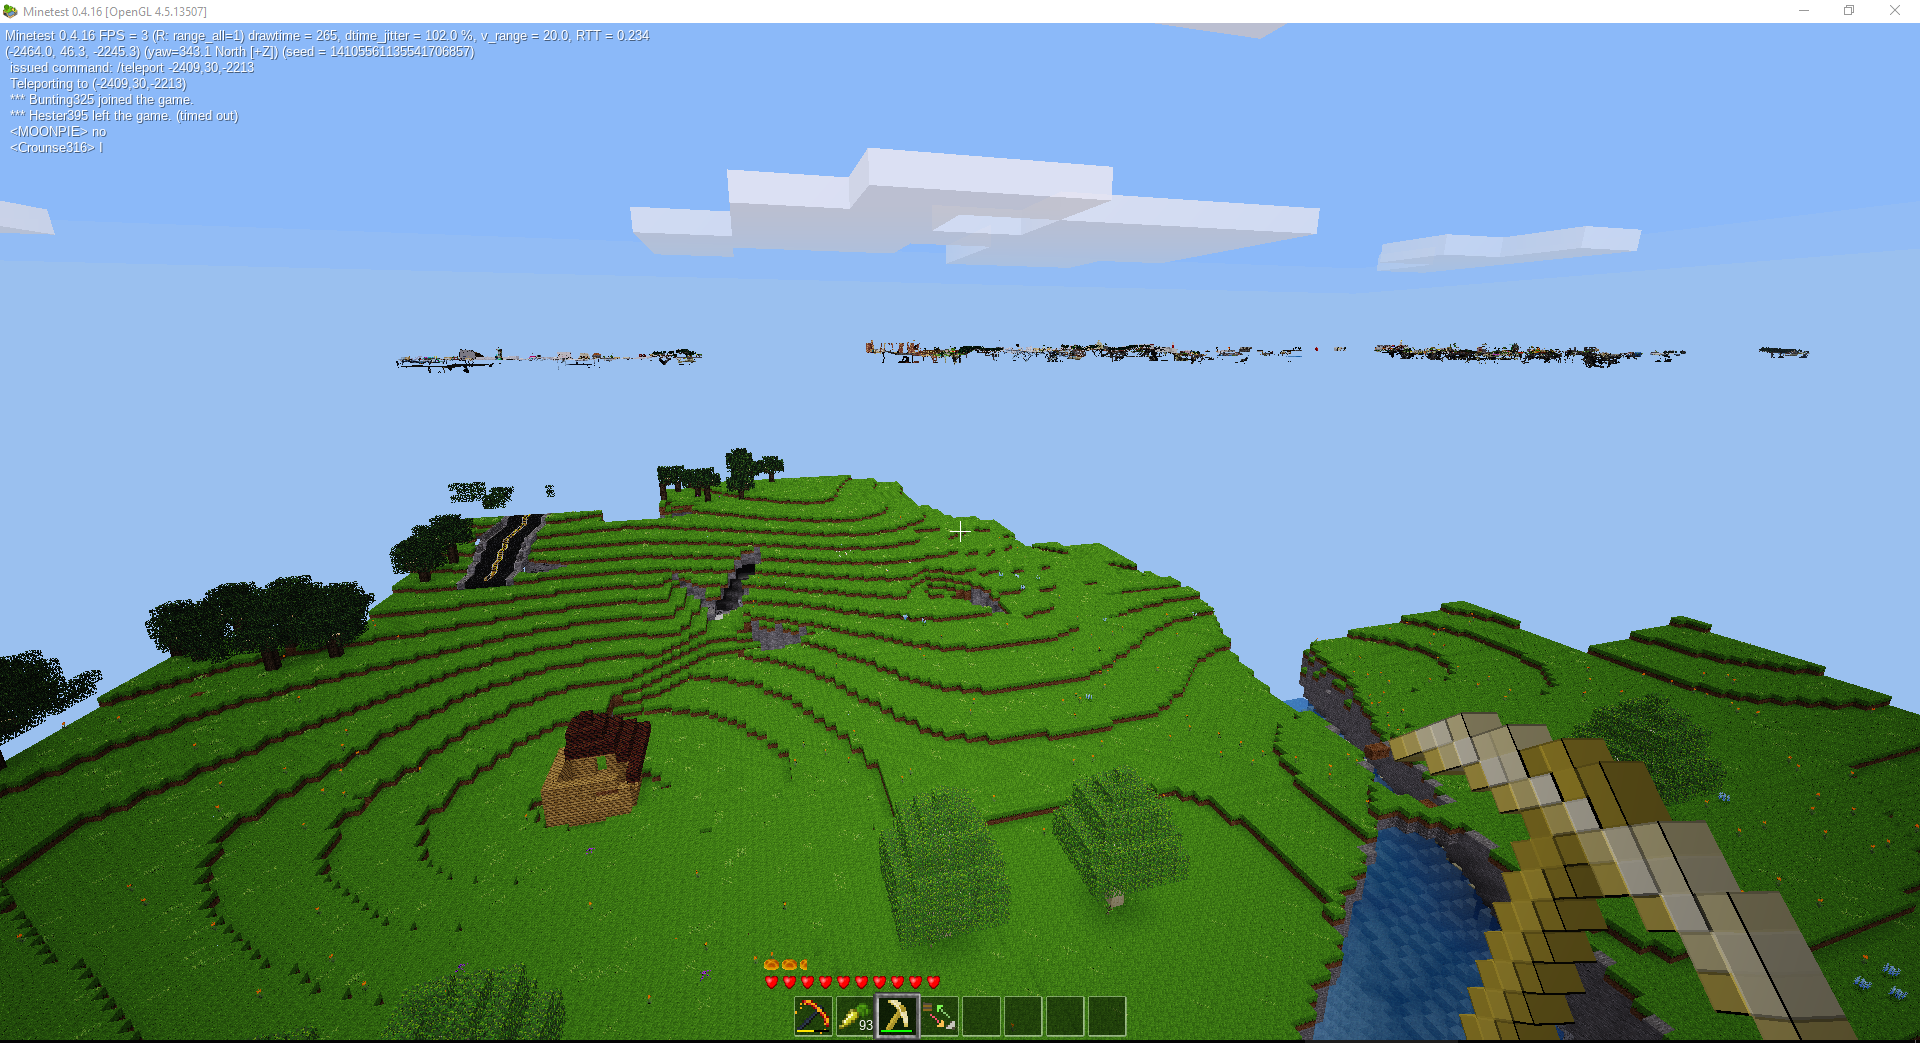 Minetest 0.4.16 [OpenGL 4.5.13507]
Minetest 0.4.16 FPS = 3 (R: range_all=1) drawtime = 265, dtime_jitter = 102.0 %, v_range = 20.0, RTT = 0.234
(-2464.0, 46.3, -2245.3) (yaw=343.1 North [+Z]) (seed = 14105561135541706857)
issued command: /teleport -2409,30,-2213
Teleporting to (-2409,30,-2213)
*** Bunting325 joined the game.
*** Hester395 left the game. (timed out)
<MOONPIE> no
<Crounse316> I
93